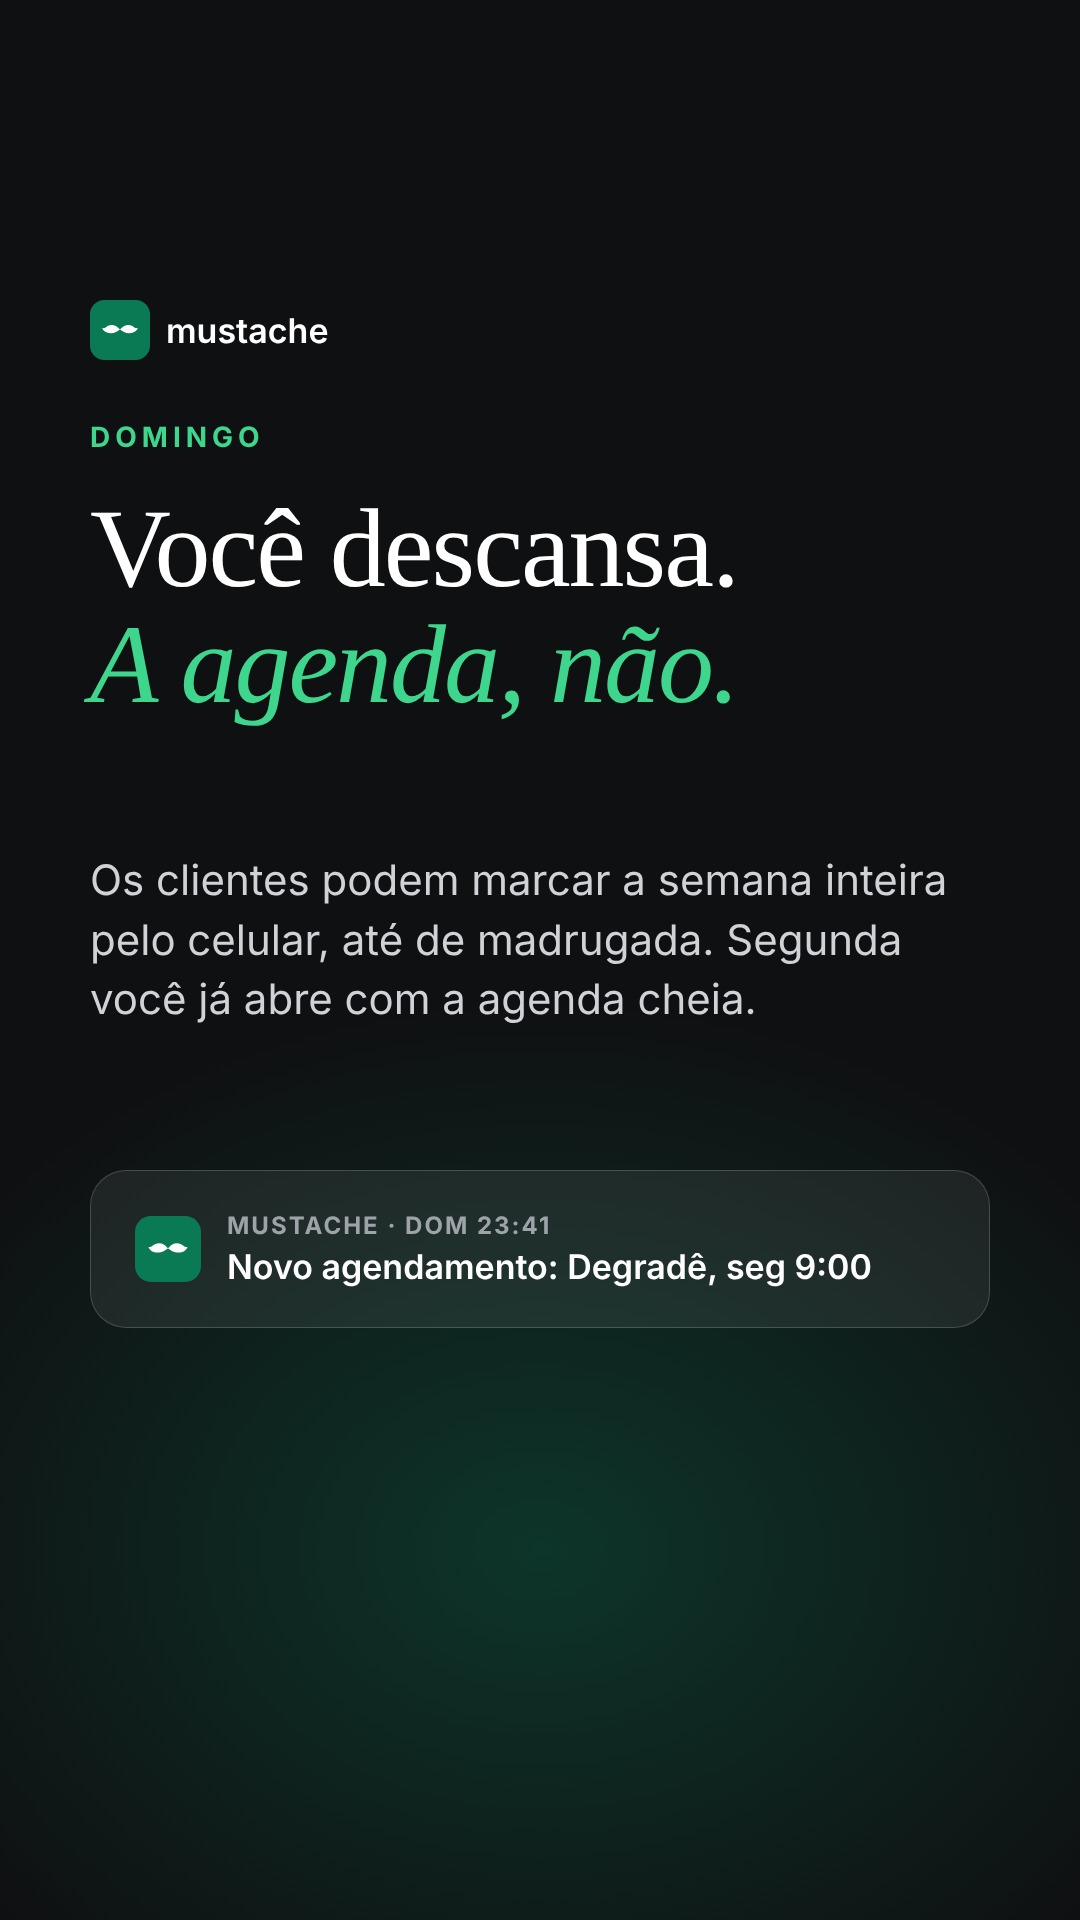 mustache
DOMINGO
Você descansa.
A agenda, não.
Os clientes podem marcar a semana inteira
pelo celular, até de madrugada. Segunda
você já abre com a agenda cheia.
MUSTACHE · DOM 23:41
Novo agendamento: Degradê, seg 9:00